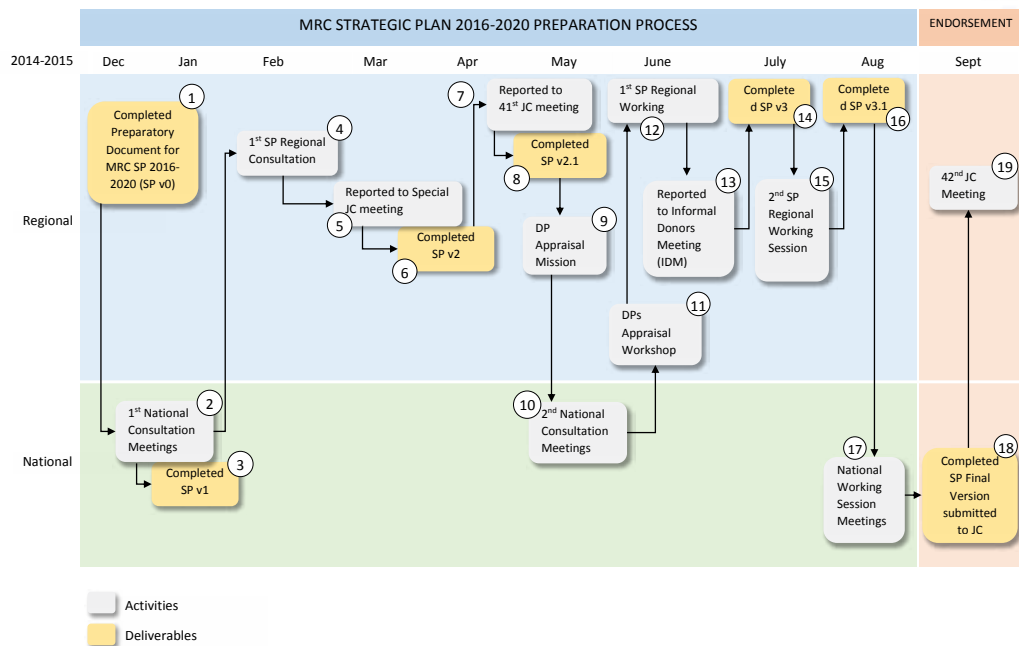 MRC STRATEGIC PLAN 2016-2020 PREPARATION PROCESS
ENDORSEMENT
2014-2015
Dec
Jan
Feb
Mar
Apr
May
June
July
Aug
Sept
Regional
National
1
Completed
Preparatory
Document for
MRC SP 2016-
2020 (SP v0)
2
1st National
Consultation
Meetings
3
Completed
SP v1
4
1st SP Regional
Consultation
5
Reported to Special
JC meeting
6
Completed
SP v2
7
Reported to
41st JC meeting
8
Completed
SP v2.1
9
DP
Appraisal
Mission
10
2nd National
Consultation
Meetings
11
DPs
Appraisal
Workshop
12
1st SP Regional
Working
13
Reported
to Informal
Donors
Meeting
(IDM)
14
Complete
d SP v3
15
2nd SP
Regional
Working
Session
16
Complete
d SP v3.1
17
National
Working
Session
Meetings
18
Completed
SP Final
Version
submitted
to JC
19
42nd JC
Meeting
Activities
Deliverables